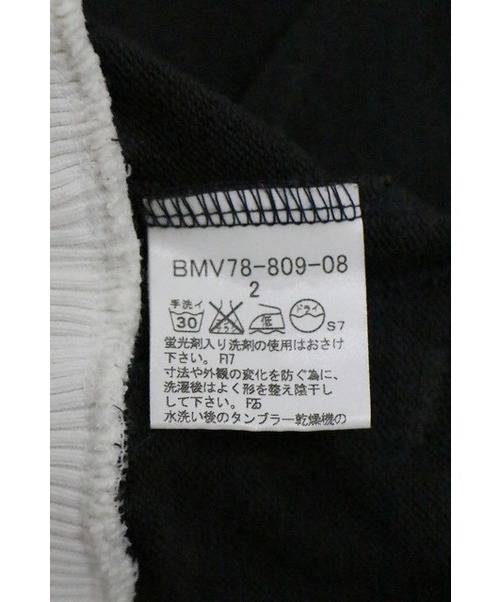 BMV78-809-08
2
手洗イ
30
低
ドライ
S7
蛍光剤入り洗剤の使用はおさけ
下さい。F17
寸法や外観の変化を防ぐ為に、
洗濯後はよく形を整え陰干し
して下さい。F25
水洗い後のタンブラー乾燥機の